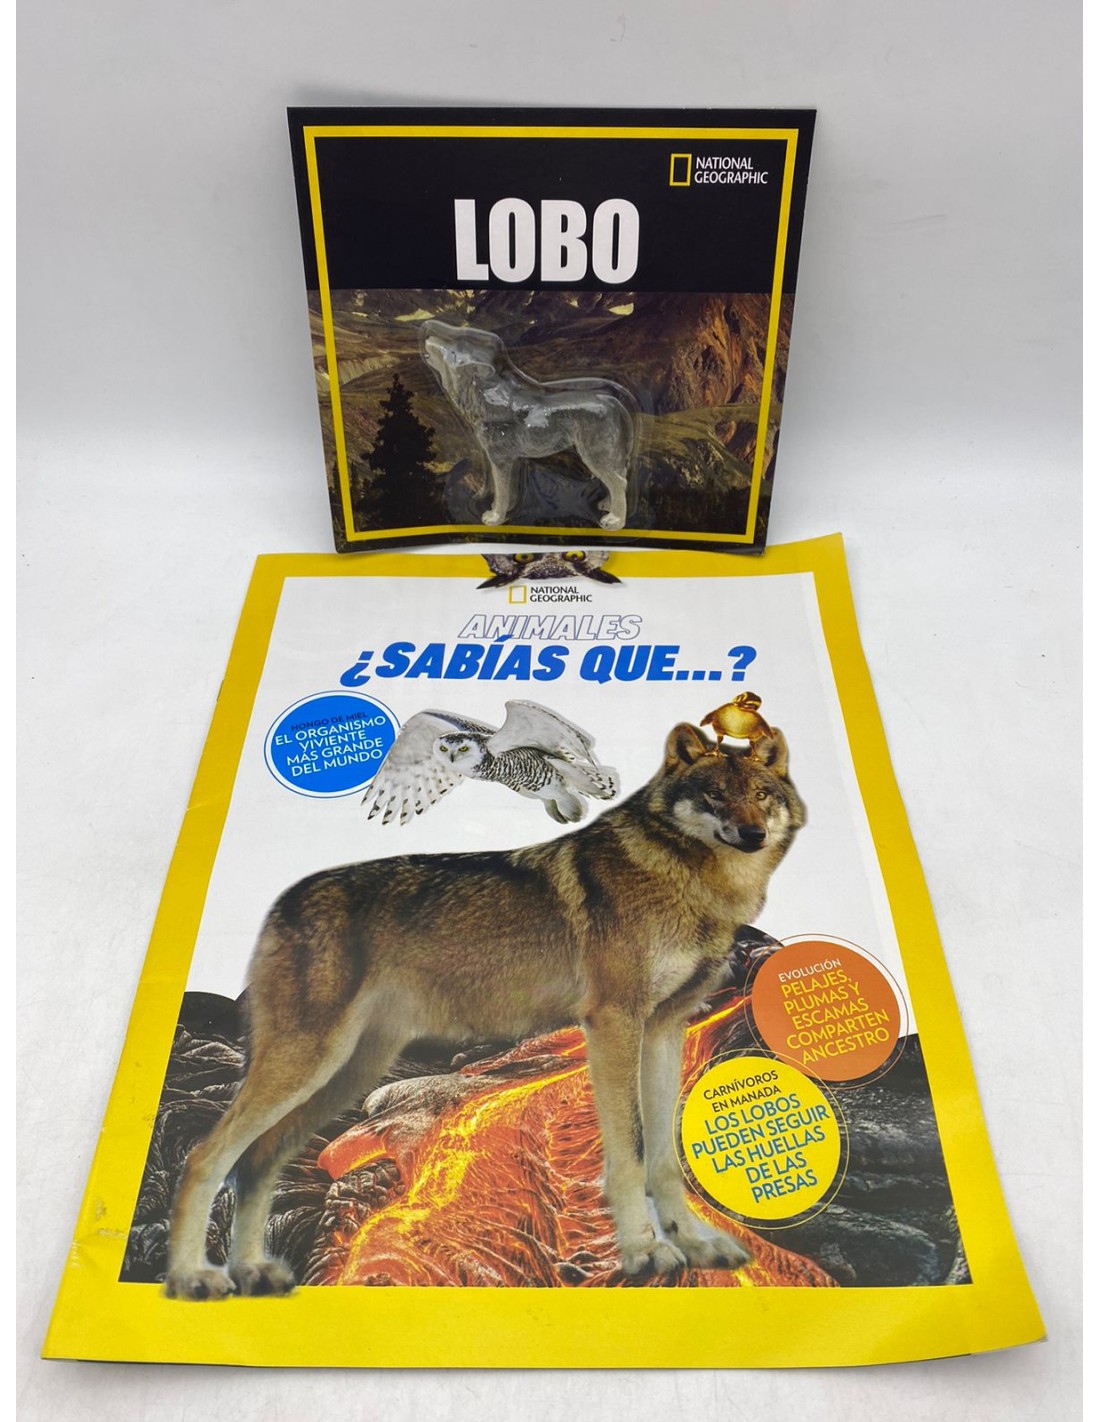 NATIONAL
GEOGRAPHIC
LOBO
NATIONAL
GEOGRAPHIC
ANIMALES
¿SABÍAS QUE...?
HONGO DE MIEL
EL ORGANISMO
VIVIENTE
MÁS GRANDE
DEL MUNDO
EVOLUCIÓN
PELAJES,
PLUMAS Y
ESCAMAS
COMPARTEN
ANCESTRO
CARNÍVOROS
EN MANADA
LOS LOBOS
PUEDEN SEGUIR
LAS HUELLAS
DE LAS
PRESAS